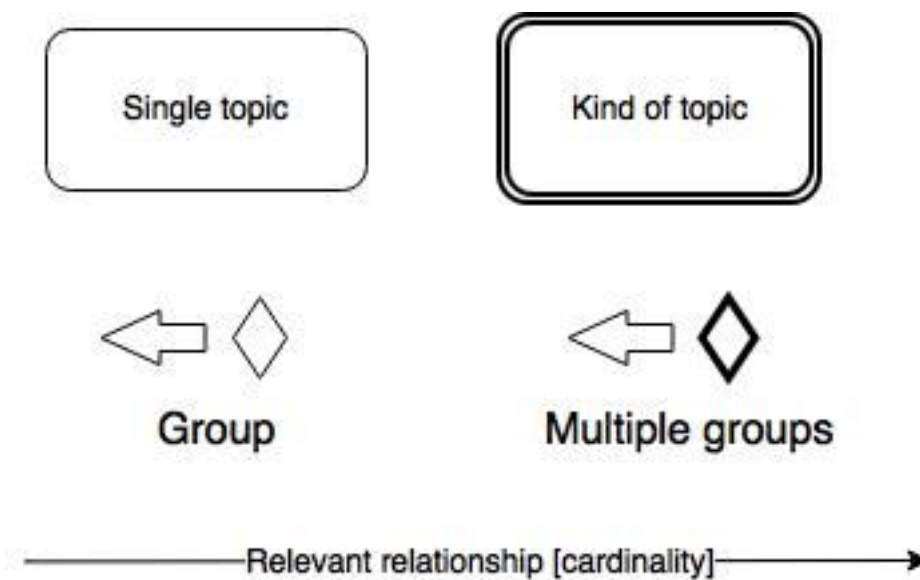 Single topic
Kind of topic
Group
Multiple groups
Relevant relationship [cardinality]